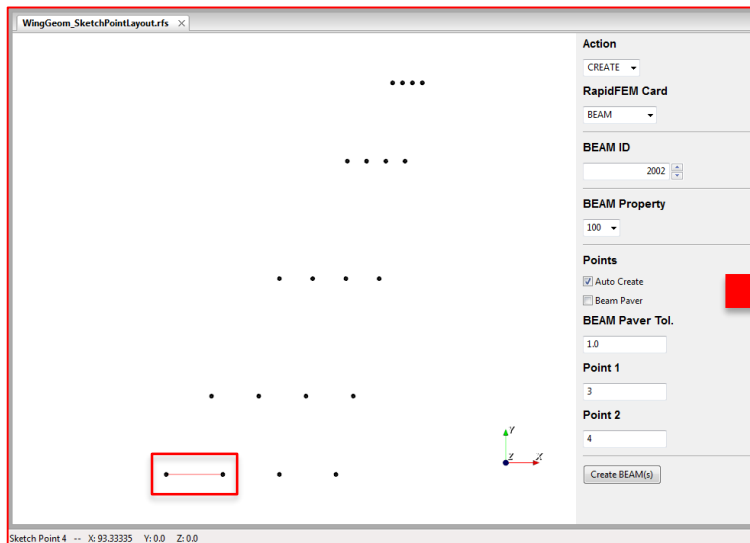 WingGeom_SketchPointLayout.rfs ×
Action
CREATE
RapidFEM Card
BEAM
BEAM ID
2002
BEAM Property
100
Points
Auto Create
Beam Paver
BEAM Paver Tol.
1.0
Point 1
3
Point 2
4
Create BEAM(s)
Y
Z X
Sketch Point 4 -- X: 93.33335 Y: 0.0 Z: 0.0